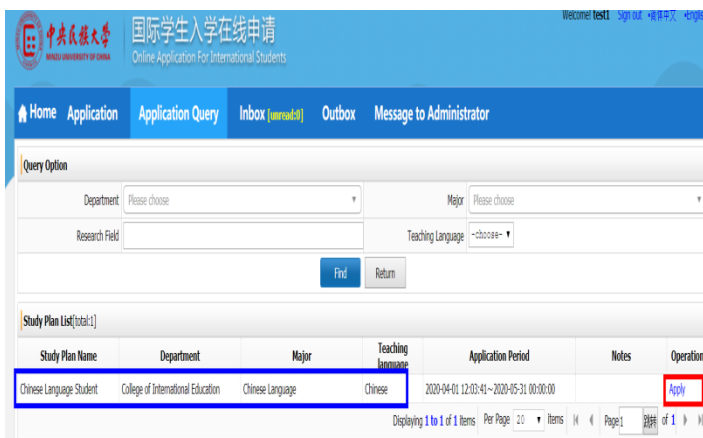 Welcome! test1 Sign out •简体中文 •English
中央民族大学 国际学生入学在线申请
MINZU UNIVERSITY OF CHINA Online Application For International Students
Home Application Application Query Inbox [unread:0] Outbox Message to Administrator
Query Option
Department Please choose Major Please choose
Research Field Teaching Language -choose-
Find Return
Study Plan List[total:1]
Study Plan Name Department Major Teaching language Application Period Notes Operation
Chinese Language Student College of International Education Chinese Language Chinese 2020-04-01 12:03:41~2020-05-31 00:00:00 Apply
Displaying 1 to 1 of 1 items Per Page 20 items Page 1 跳转 of 1